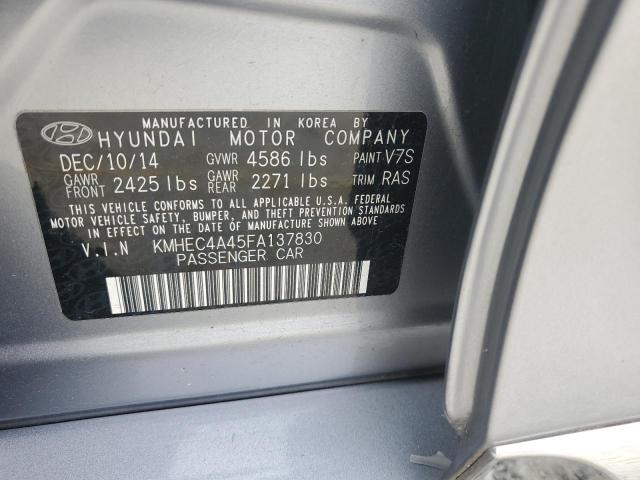 MANUFACTURED IN KOREA BY
HYUNDAI MOTOR COMPANY
DEC/10/14 GVWR 4586 lbs PAINT V7S
GAWR FRONT 2425 lbs GAWR REAR 2271 lbs TRIM RAS
THIS VEHICLE CONFORMS TO ALL APPLICABLE U.S.A. FEDERAL
MOTOR VEHICLE SAFETY, BUMPER, AND THEFT PREVENTION STANDARDS
IN EFFECT ON THE DATE OF MANUFACTURE SHOWN ABOVE
V.I.N KMHEC4A45FA137830
PASSENGER CAR